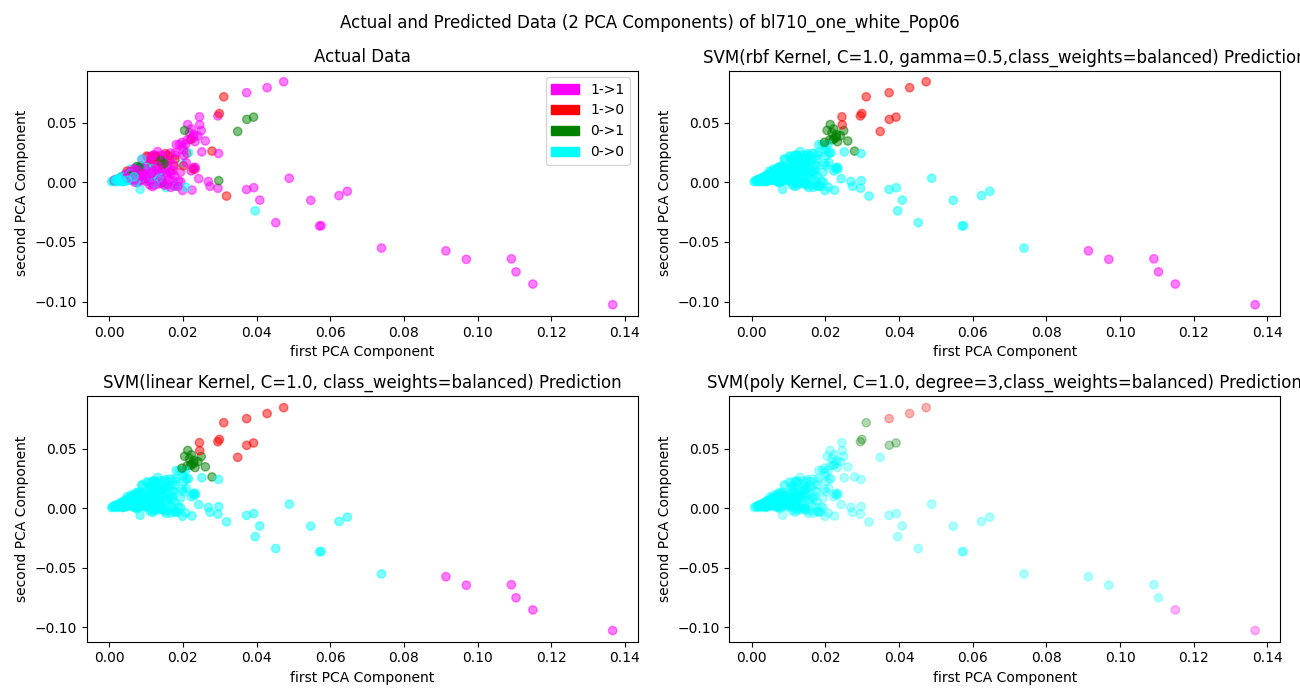 Actual and Predicted Data (2 PCA Components) of bl710_one_white_Pop06
Actual Data
1->1
1->0
0->1
0->0
0.05
0.00
−0.05
−0.10
second PCA Component
0.00 0.02 0.04 0.06 0.08 0.10 0.12 0.14
first PCA Component
SVM(rbf Kernel, C=1.0, gamma=0.5,class_weights=balanced) Prediction
0.05
0.00
−0.05
−0.10
second PCA Component
0.00 0.02 0.04 0.06 0.08 0.10 0.12 0.14
first PCA Component
SVM(linear Kernel, C=1.0, class_weights=balanced) Prediction
0.05
0.00
−0.05
−0.10
second PCA Component
0.00 0.02 0.04 0.06 0.08 0.10 0.12 0.14
first PCA Component
SVM(poly Kernel, C=1.0, degree=3,class_weights=balanced) Prediction
0.05
0.00
−0.05
−0.10
second PCA Component
0.00 0.02 0.04 0.06 0.08 0.10 0.12 0.14
first PCA Component